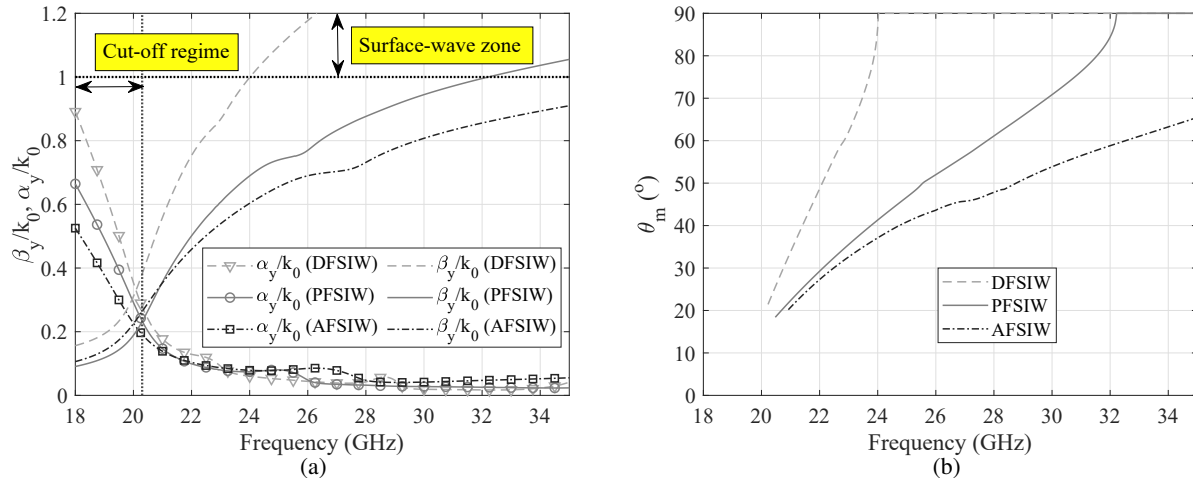 1.2
1
0.8
0.6
0.4
0.2
0
β_y/k_0, α_y/k_0
Cut-off regime
Surface-wave zone
α_y/k_0 (DFSIW)
β_y/k_0 (DFSIW)
α_y/k_0 (PFSIW)
β_y/k_0 (PFSIW)
α_y/k_0 (AFSIW)
β_y/k_0 (AFSIW)
18 20 22 24 26 28 30 32 34
Frequency (GHz)
(a)
90
80
70
60
50
40
30
20
10
0
θ_m (°)
DFSIW
PFSIW
AFSIW
18 20 22 24 26 28 30 32 34
Frequency (GHz)
(b)